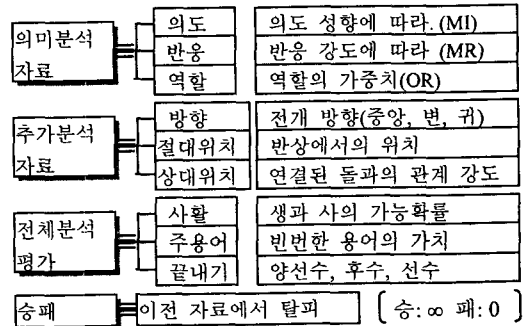 의미분석 자료
의도 의도 성향에 따라. (MI)
반응 반응 강도에 따라 (MR)
역할 역할의 가중치(OR)
추가분석 자료
방향 전개 방향(중앙, 변, 귀)
절대위치 반상에서의 위치
상대위치 연결된 돌과의 관계 강도
전체분석 평가
사활 생과 사의 가능확률
주용어 빈번한 용어의 가치
끝내기 양선수, 후수, 선수
승패 이전 자료에서 탈피 ( 승: ∞ 패: 0 )